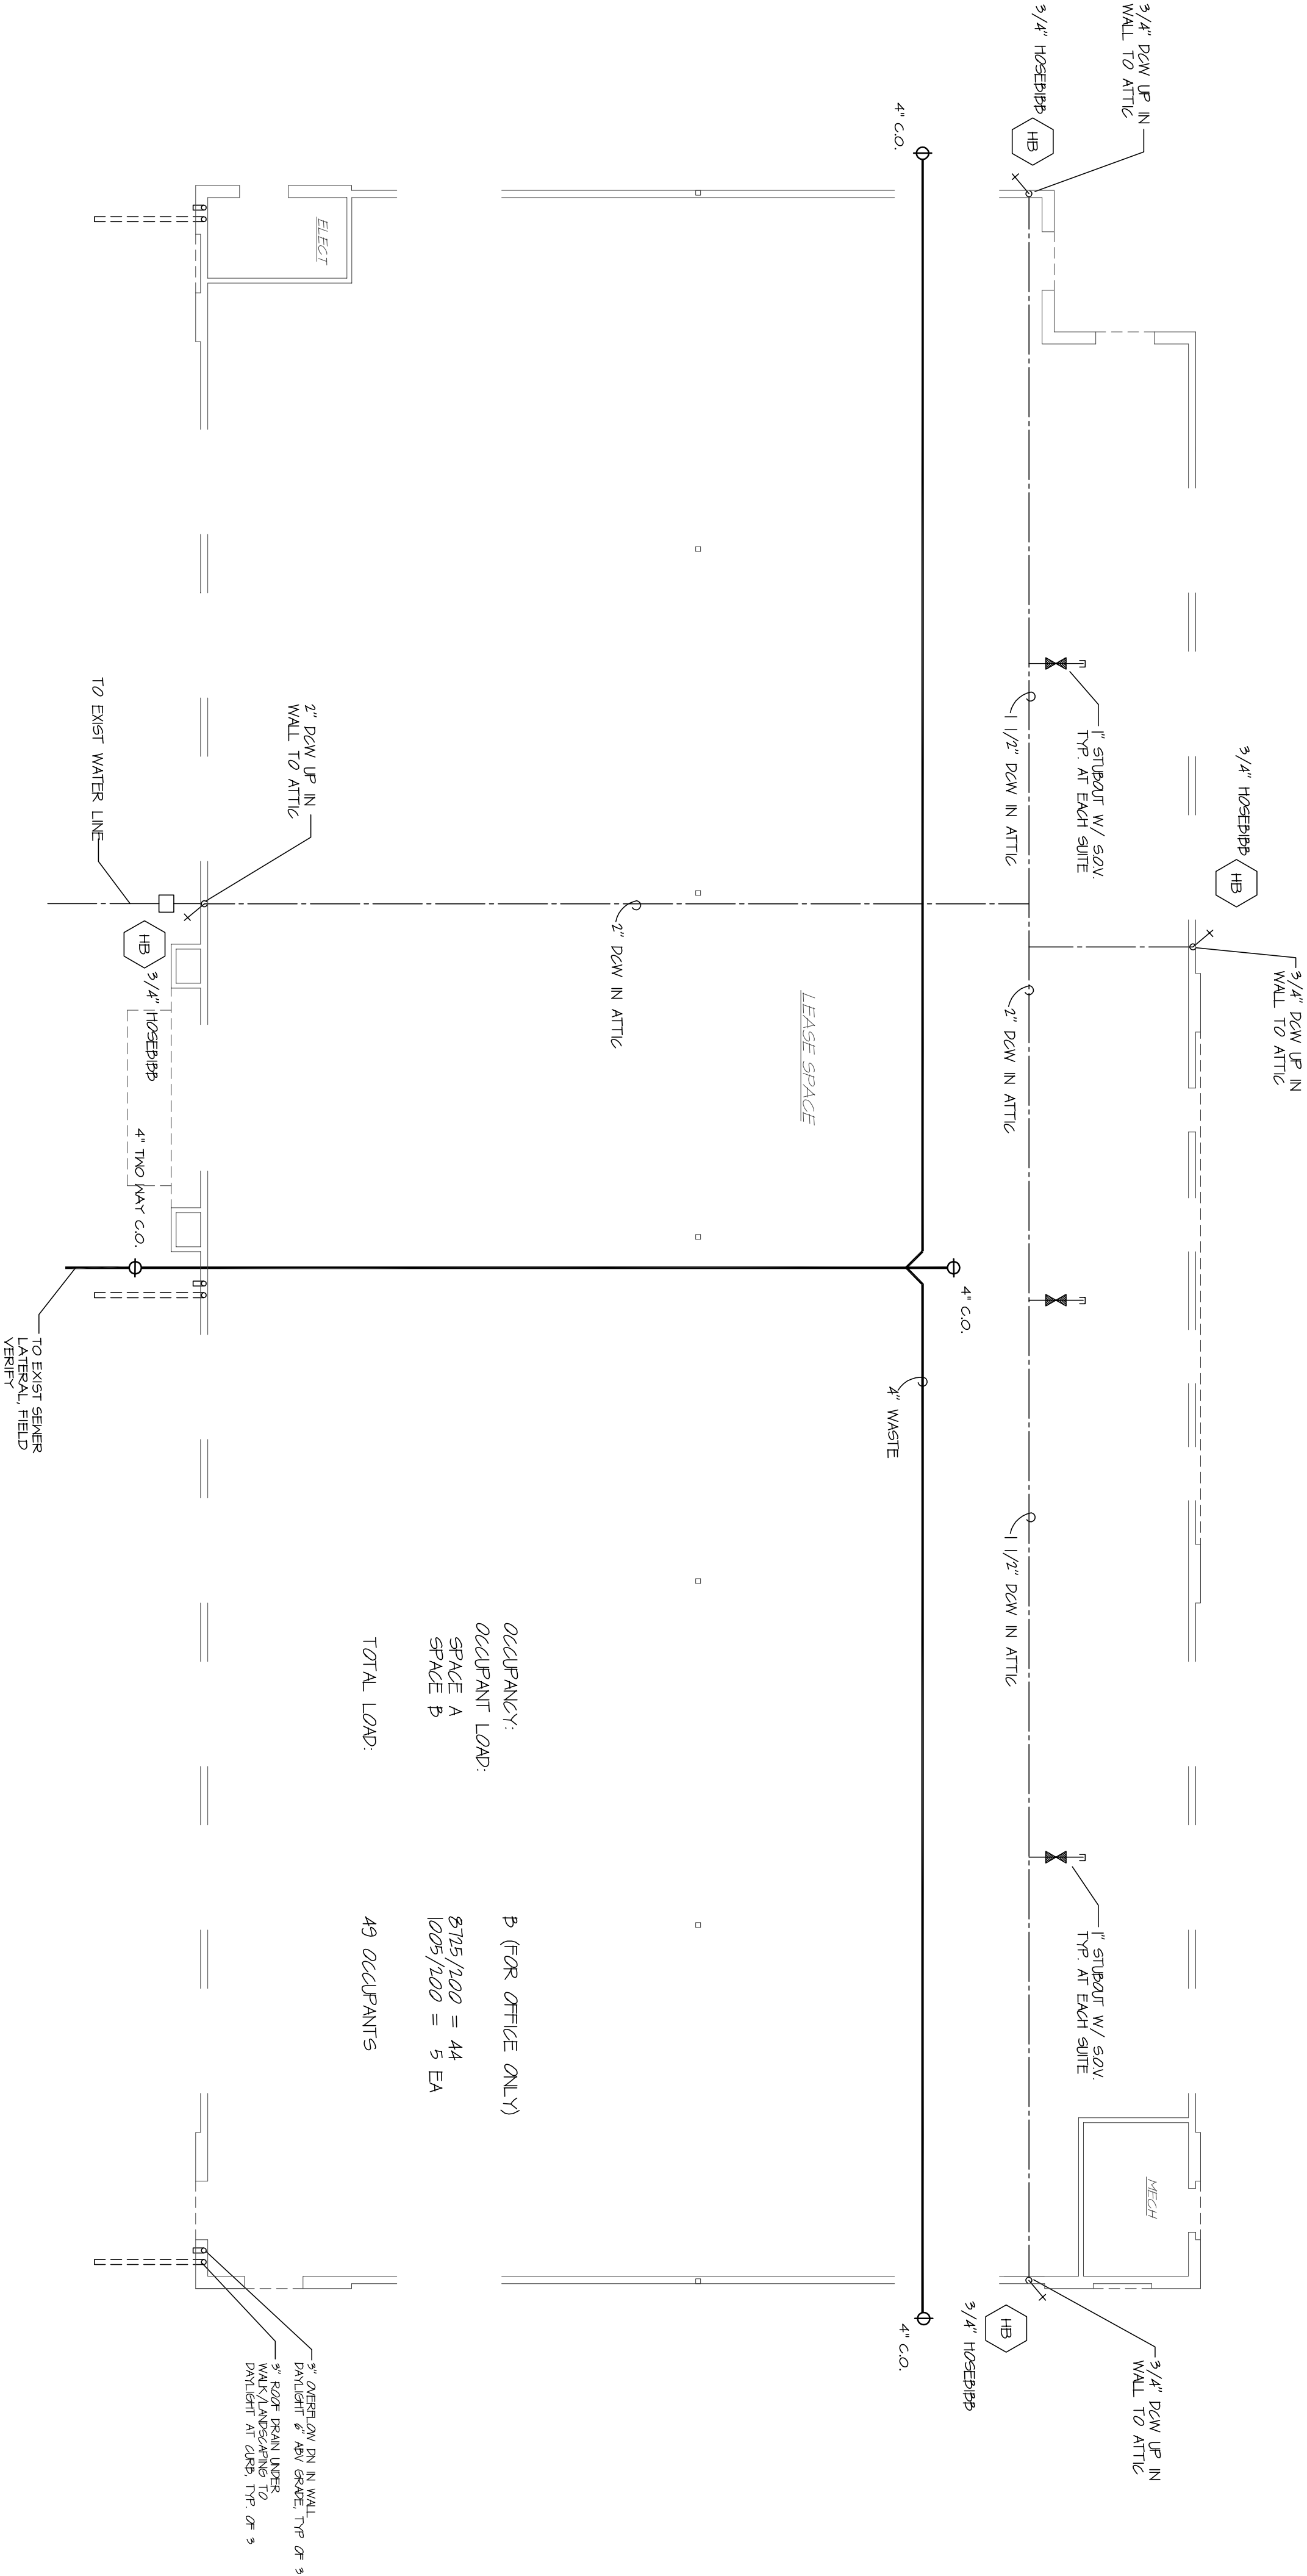 3/4" DCW UP IN
WALL TO ATTIC
3/4" HOSEBIBB
HB
4" C.O.
ELECT
3/4" HOSEBIBB
HB
3/4" DCW UP IN
WALL TO ATTIC
1" STUBOUT W/ S.O.V.
TYP. AT EACH SUITE
1 1/2" DCW IN ATTIC
2" DCW IN ATTIC
2" DCW IN ATTIC
LEASE SPACE
2" DCW UP IN
WALL TO ATTIC
TO EXIST WATER LINE
HB
3/4" HOSEBIBB
4" TWO WAY C.O.
4" C.O.
TO EXIST SEWER
LATERAL, FIELD
VERIFY
4" WASTE
1 1/2" DCW IN ATTIC
1" STUBOUT W/ S.O.V.
TYP. AT EACH SUITE
OCCUPANCY: B (FOR OFFICE ONLY)
OCCUPANT LOAD:
SPACE A 8725/200 = 44
SPACE B 1005/200 = 5 EA
TOTAL LOAD: 49 OCCUPANTS
MECH
3/4" DCW UP IN
WALL TO ATTIC
HB
3/4" HOSEBIBB
4" C.O.
3" OVERFLOW DN IN WALL
DAYLIGHT 6" ABV GRADE, TYP OF 3
3" ROOF DRAIN UNDER
WALK/LANDSCAPING TO
DAYLIGHT AT CURB, TYP. OF 3